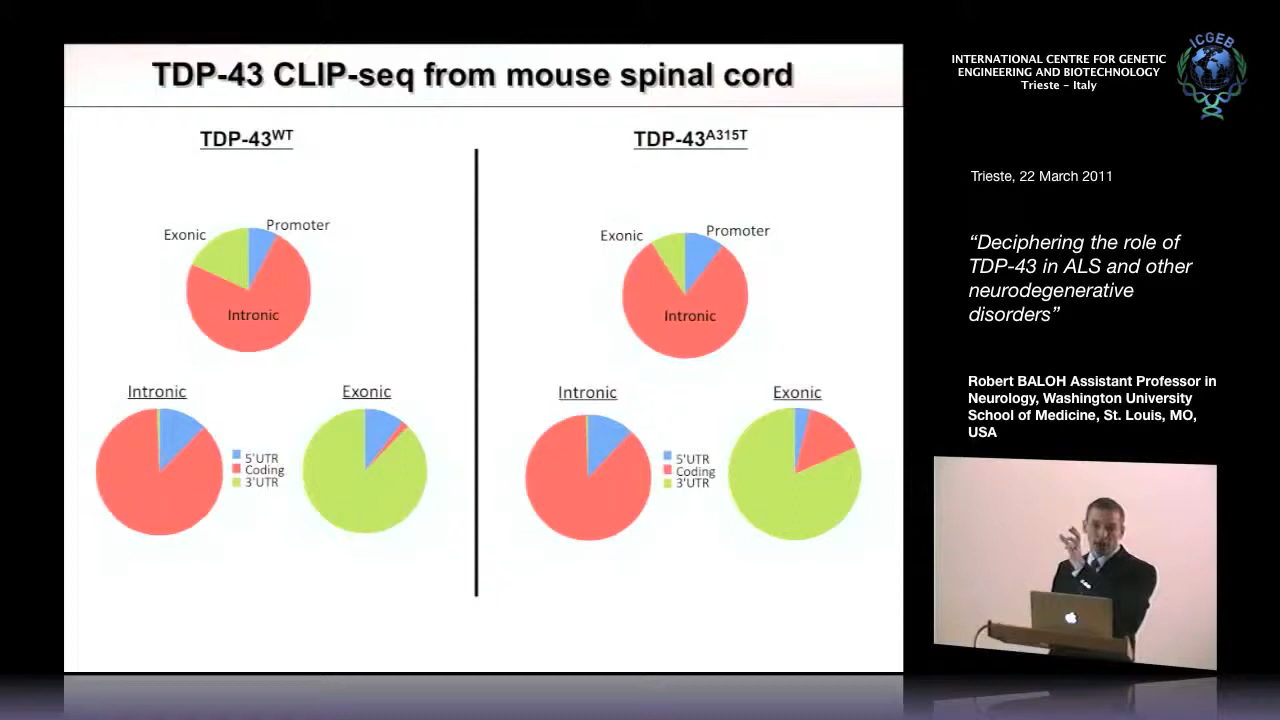 TDP-43 CLIP-seq from mouse spinal cord
TDP-43WT
Exonic
Promoter
Intronic
Intronic
Exonic
5'UTR
Coding
3'UTR
TDP-43A315T
Exonic
Promoter
Intronic
Intronic
Exonic
5'UTR
Coding
3'UTR
ICGEB
INTERNATIONAL CENTRE FOR GENETIC
ENGINEERING AND BIOTECHNOLOGY
Trieste – Italy
Trieste, 22 March 2011
“Deciphering the role of
TDP-43 in ALS and other
neurodegenerative
disorders”
Robert BALOH Assistant Professor in
Neurology, Washington University
School of Medicine, St. Louis, MO,
USA